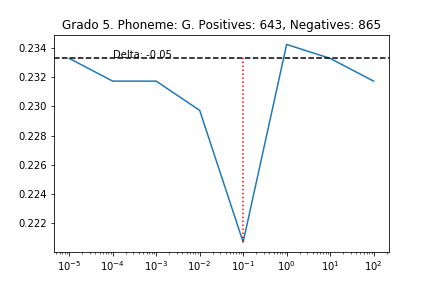 Grado 5. Phoneme: G. Positives: 643, Negatives: 865
Delta: -0.05
0.234
0.232
0.230
0.228
0.226
0.224
0.222
10⁻⁵ 10⁻⁴ 10⁻³ 10⁻² 10⁻¹ 10⁰ 10¹ 10²